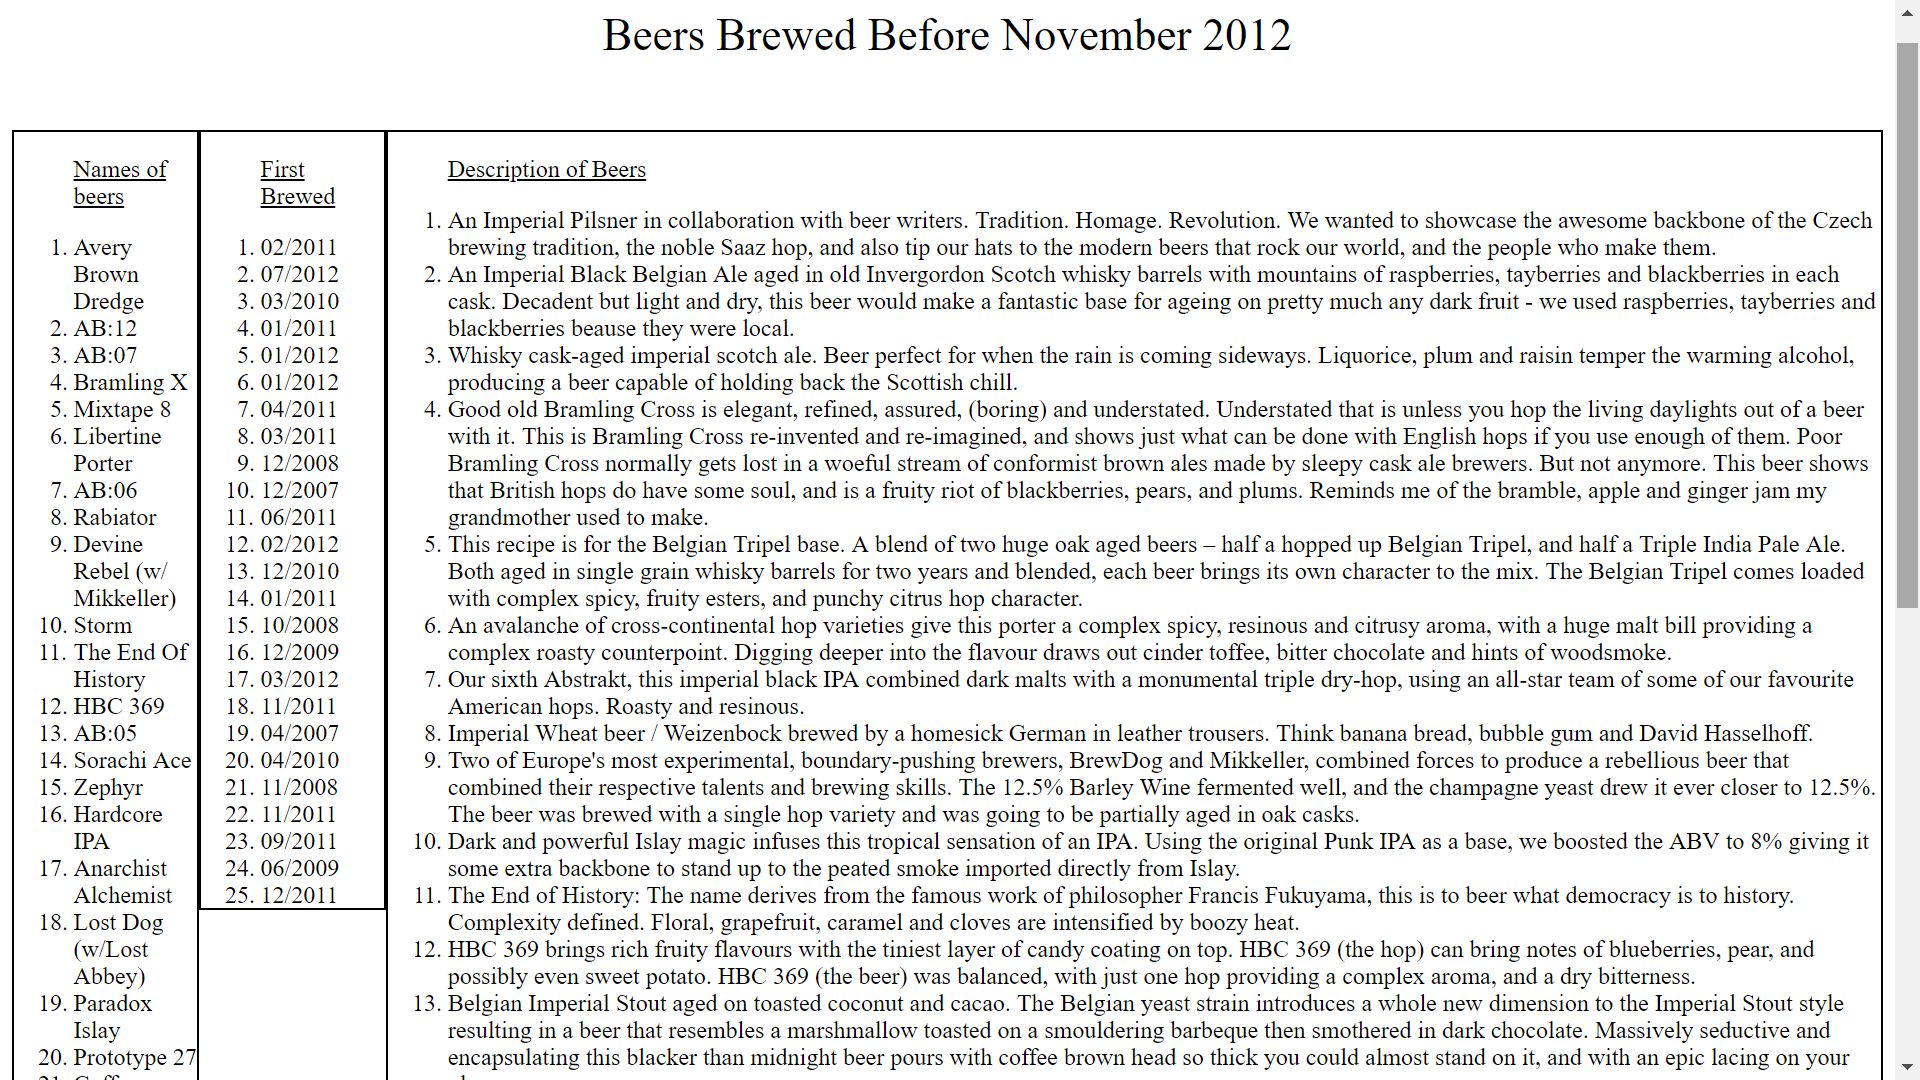 Beers Brewed Before November 2012
Names of
beers
1. Avery
Brown
Dredge
2. AB:12
3. AB:07
4. Bramling X
5. Mixtape 8
6. Libertine
Porter
7. AB:06
8. Rabiator
9. Devine
Rebel (w/
Mikkeller)
10. Storm
11. The End Of
History
12. HBC 369
13. AB:05
14. Sorachi Ace
15. Zephyr
16. Hardcore
IPA
17. Anarchist
Alchemist
18. Lost Dog
(w/Lost
Abbey)
19. Paradox
Islay
20. Prototype 27
First
Brewed
1. 02/2011
2. 07/2012
3. 03/2010
4. 01/2011
5. 01/2012
6. 01/2012
7. 04/2011
8. 03/2011
9. 12/2008
10. 12/2007
11. 06/2011
12. 02/2012
13. 12/2010
14. 01/2011
15. 10/2008
16. 12/2009
17. 03/2012
18. 11/2011
19. 04/2007
20. 04/2010
21. 11/2008
22. 11/2011
23. 09/2011
24. 06/2009
25. 12/2011
Description of Beers
1. An Imperial Pilsner in collaboration with beer writers. Tradition. Homage. Revolution. We wanted to showcase the awesome backbone of the Czech
brewing tradition, the noble Saaz hop, and also tip our hats to the modern beers that rock our world, and the people who make them.
2. An Imperial Black Belgian Ale aged in old Invergordon Scotch whisky barrels with mountains of raspberries, tayberries and blackberries in each
cask. Decadent but light and dry, this beer would make a fantastic base for ageing on pretty much any dark fruit - we used raspberries, tayberries and
blackberries beause they were local.
3. Whisky cask-aged imperial scotch ale. Beer perfect for when the rain is coming sideways. Liquorice, plum and raisin temper the warming alcohol,
producing a beer capable of holding back the Scottish chill.
4. Good old Bramling Cross is elegant, refined, assured, (boring) and understated. Understated that is unless you hop the living daylights out of a beer
with it. This is Bramling Cross re-invented and re-imagined, and shows just what can be done with English hops if you use enough of them. Poor
Bramling Cross normally gets lost in a woeful stream of conformist brown ales made by sleepy cask ale brewers. But not anymore. This beer shows
that British hops do have some soul, and is a fruity riot of blackberries, pears, and plums. Reminds me of the bramble, apple and ginger jam my
grandmother used to make.
5. This recipe is for the Belgian Tripel base. A blend of two huge oak aged beers – half a hopped up Belgian Tripel, and half a Triple India Pale Ale.
Both aged in single grain whisky barrels for two years and blended, each beer brings its own character to the mix. The Belgian Tripel comes loaded
with complex spicy, fruity esters, and punchy citrus hop character.
6. An avalanche of cross-continental hop varieties give this porter a complex spicy, resinous and citrusy aroma, with a huge malt bill providing a
complex roasty counterpoint. Digging deeper into the flavour draws out cinder toffee, bitter chocolate and hints of woodsmoke.
7. Our sixth Abstrakt, this imperial black IPA combined dark malts with a monumental triple dry-hop, using an all-star team of some of our favourite
American hops. Roasty and resinous.
8. Imperial Wheat beer / Weizenbock brewed by a homesick German in leather trousers. Think banana bread, bubble gum and David Hasselhoff.
9. Two of Europe's most experimental, boundary-pushing brewers, BrewDog and Mikkeller, combined forces to produce a rebellious beer that
combined their respective talents and brewing skills. The 12.5% Barley Wine fermented well, and the champagne yeast drew it ever closer to 12.5%.
The beer was brewed with a single hop variety and was going to be partially aged in oak casks.
10. Dark and powerful Islay magic infuses this tropical sensation of an IPA. Using the original Punk IPA as a base, we boosted the ABV to 8% giving it
some extra backbone to stand up to the peated smoke imported directly from Islay.
11. The End of History: The name derives from the famous work of philosopher Francis Fukuyama, this is to beer what democracy is to history.
Complexity defined. Floral, grapefruit, caramel and cloves are intensified by boozy heat.
12. HBC 369 brings rich fruity flavours with the tiniest layer of candy coating on top. HBC 369 (the hop) can bring notes of blueberries, pear, and
possibly even sweet potato. HBC 369 (the beer) was balanced, with just one hop providing a complex aroma, and a dry bitterness.
13. Belgian Imperial Stout aged on toasted coconut and cacao. The Belgian yeast strain introduces a whole new dimension to the Imperial Stout style
resulting in a beer that resembles a marshmallow toasted on a smouldering barbeque then smothered in dark chocolate. Massively seductive and
encapsulating this blacker than midnight beer pours with coffee brown head so thick you could almost stand on it, and with an epic lacing on your